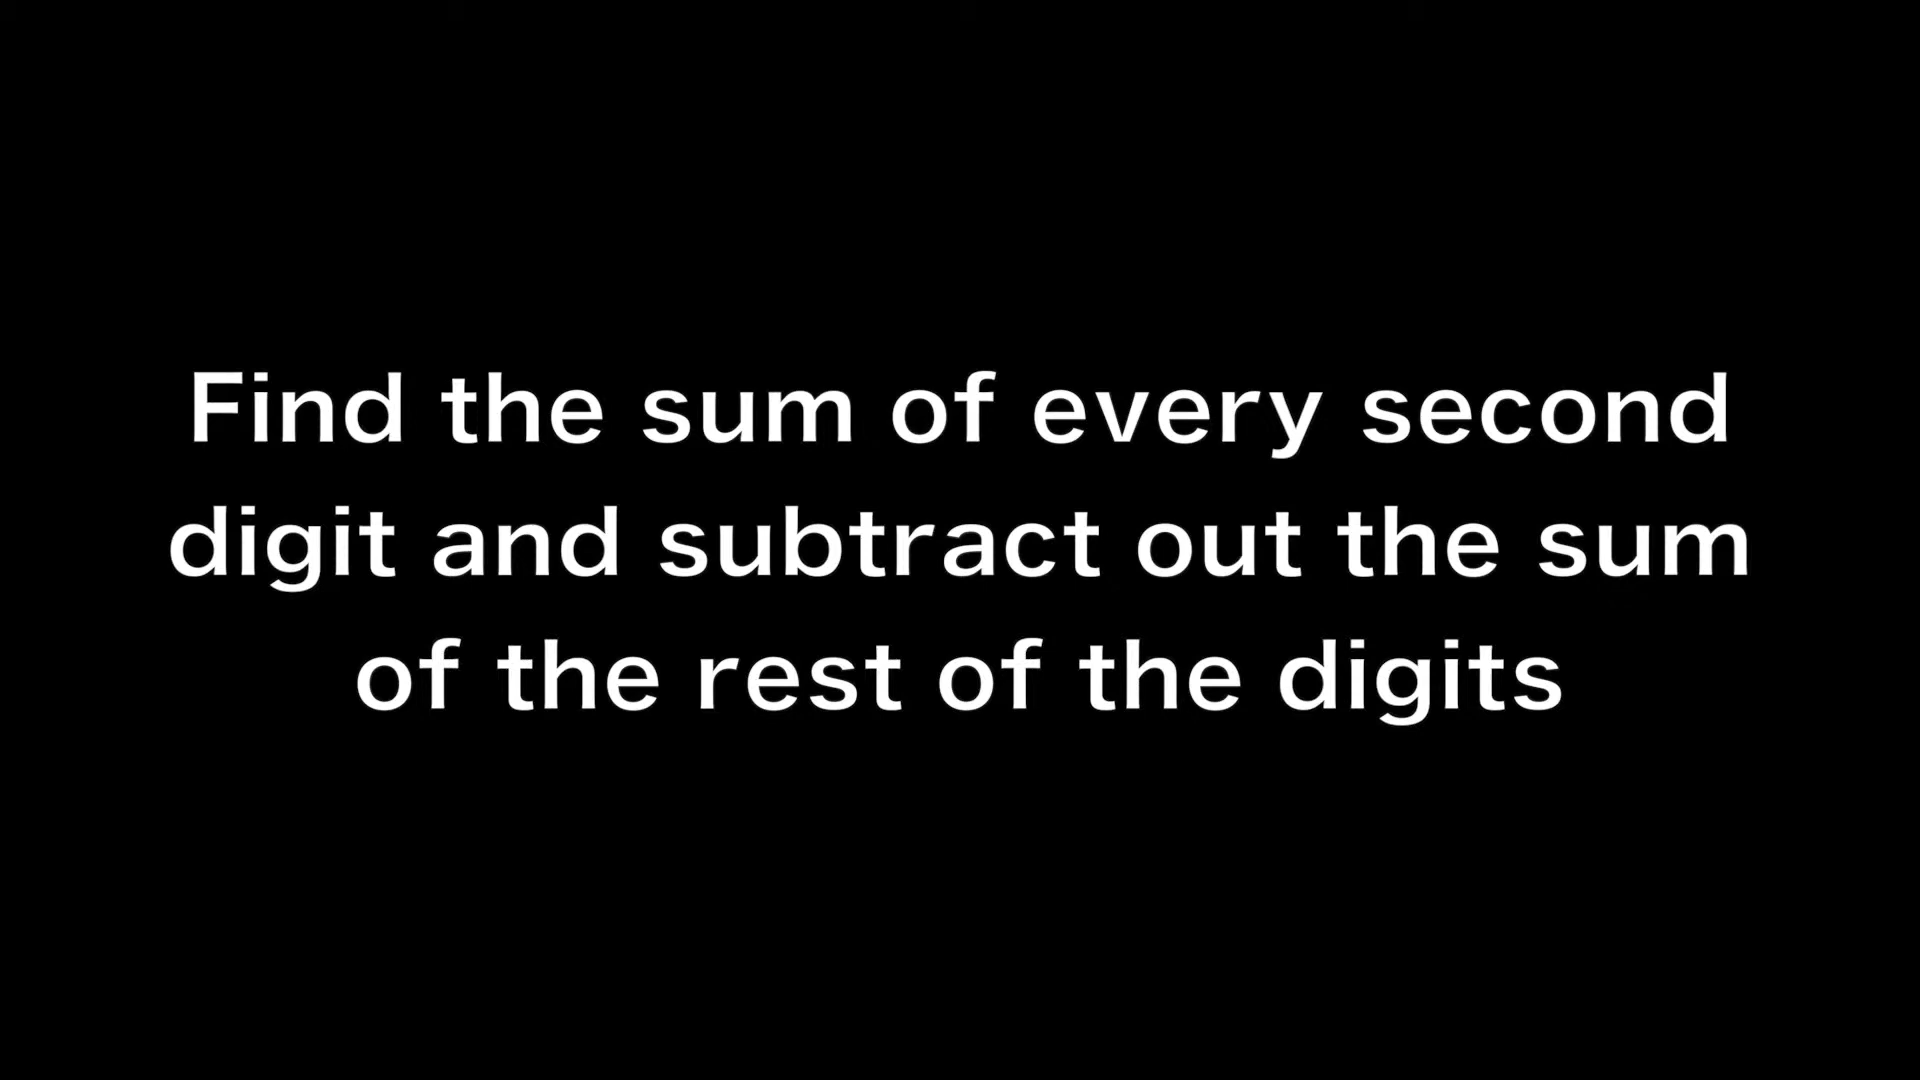 Find the sum of every second
digit and subtract out the sum
of the rest of the digits